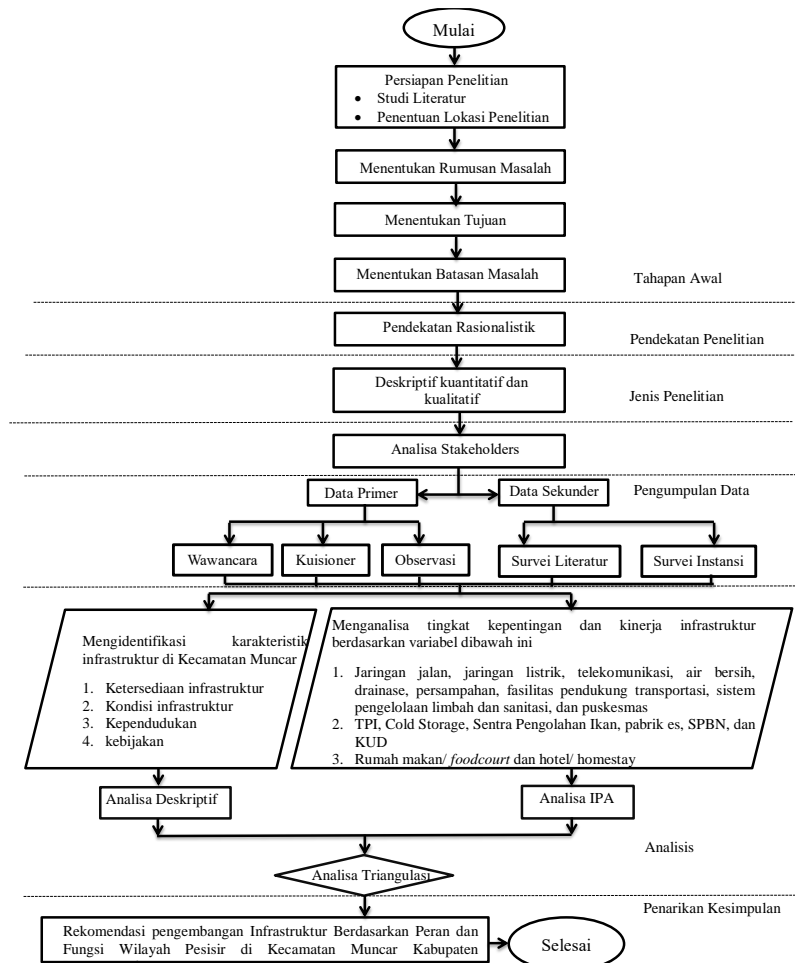 Mulai
Persiapan Penelitian
• Studi Literatur
• Penentuan Lokasi Penelitian
Menentukan Rumusan Masalah
Menentukan Tujuan
Menentukan Batasan Masalah
Tahapan Awal
Pendekatan Rasionalistik
Pendekatan Penelitian
Deskriptif kuantitatif dan
kualitatif
Jenis Penelitian
Analisa Stakeholders
Data Primer
Data Sekunder
Pengumpulan Data
Wawancara
Kuisioner
Observasi
Survei Literatur
Survei Instansi
Mengidentifikasi karakteristik
infrastruktur di Kecamatan Muncar
1. Ketersediaan infrastruktur
2. Kondisi infrastruktur
3. Kependudukan
4. kebijakan
Menganalisa tingkat kepentingan dan kinerja infrastruktur
berdasarkan variabel dibawah ini
1. Jaringan jalan, jaringan listrik, telekomunikasi, air bersih,
drainase, persampahan, fasilitas pendukung transportasi, sistem
pengelolaan limbah dan sanitasi, dan puskesmas
2. TPI, Cold Storage, Sentra Pengolahan Ikan, pabrik es, SPBN, dan
KUD
3. Rumah makan/ foodcourt dan hotel/ homestay
Analisa Deskriptif
Analisa IPA
Analisis
Analisa Triangulasi
Penarikan Kesimpulan
Rekomendasi pengembangan Infrastruktur Berdasarkan Peran dan
Fungsi Wilayah Pesisir di Kecamatan Muncar Kabupaten
Selesai